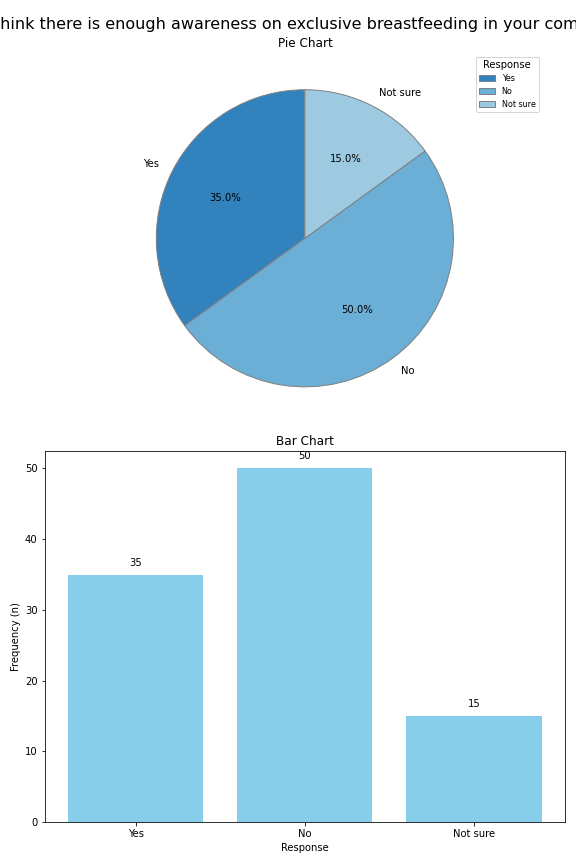 hink there is enough awareness on exclusive breastfeeding in your com
Pie Chart
Response
Yes
No
Not sure
Not sure
Yes
15.0%
35.0%
50.0%
No
Bar Chart
50
50
40
35
30
20
15
10
0
Frequency (n)
Yes No Not sure
Response